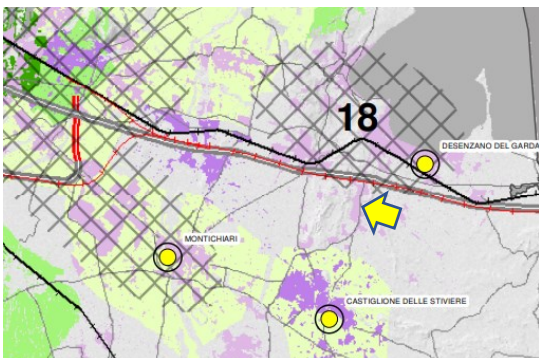 18
DESENZANO DEL GARDA
MONTICHIARI
CASTIGLIONE DELLE STIVIERE